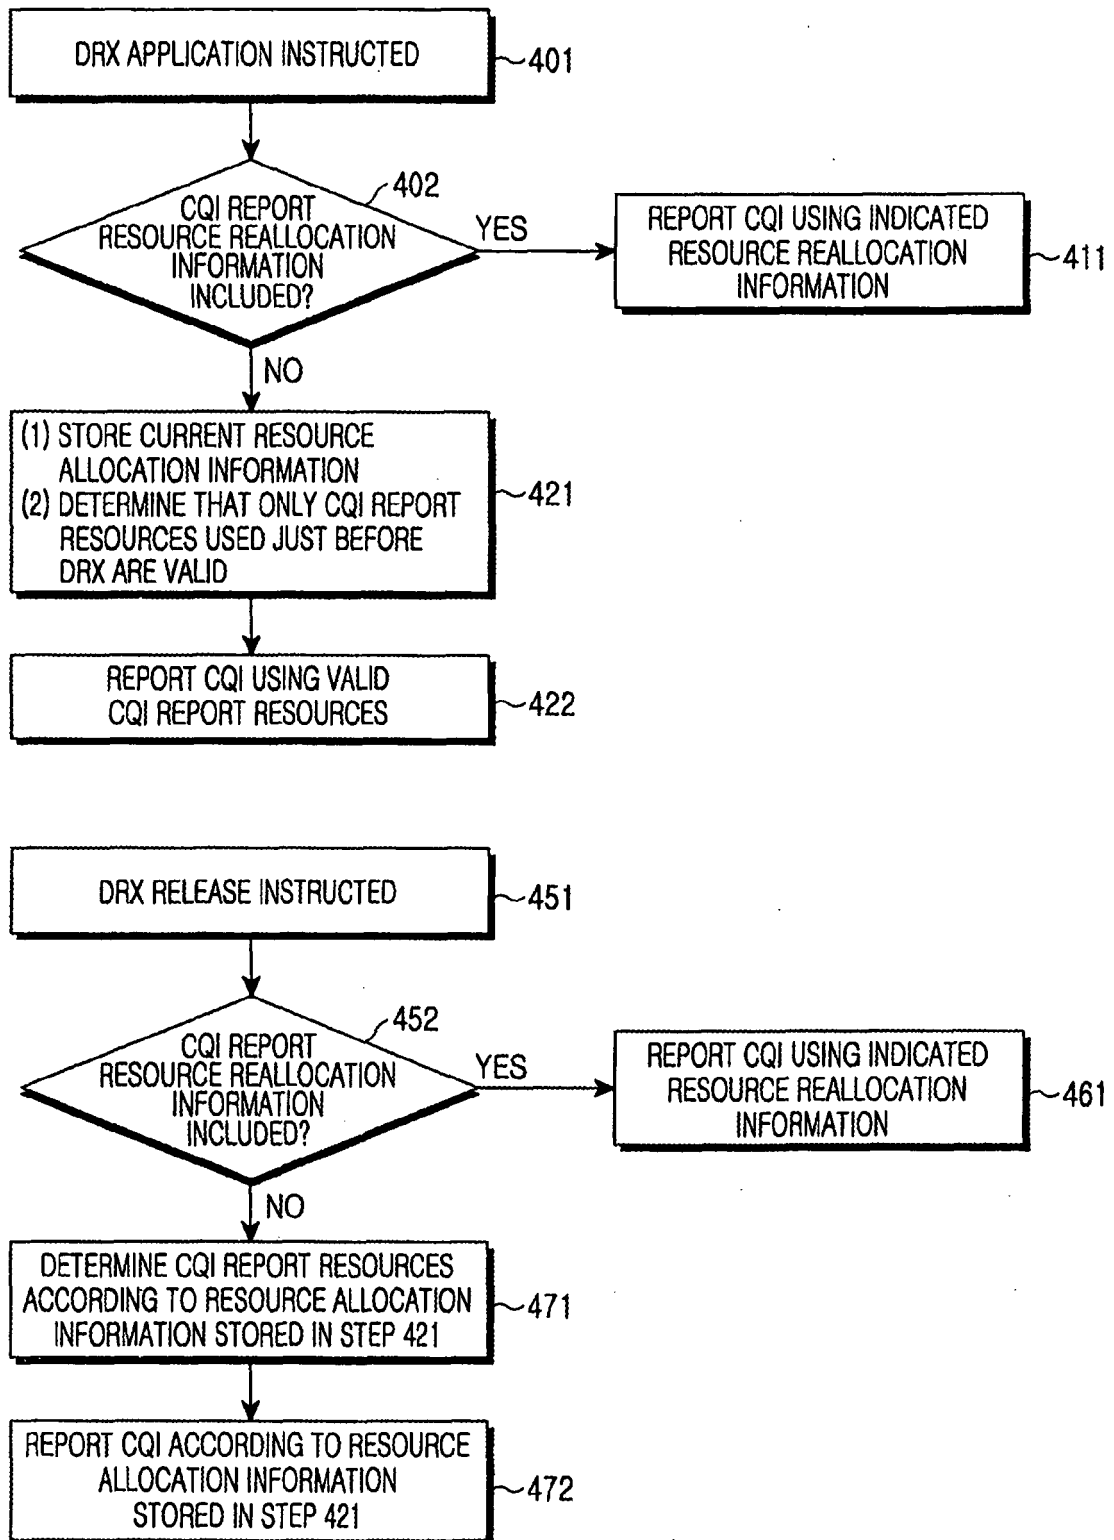 DRX APPLICATION INSTRUCTED
401
402
CQI REPORT
RESOURCE REALLOCATION
INFORMATION
INCLUDED?
YES
REPORT CQI USING INDICATED
RESOURCE REALLOCATION
INFORMATION
411
NO
(1) STORE CURRENT RESOURCE
ALLOCATION INFORMATION
(2) DETERMINE THAT ONLY CQI REPORT
RESOURCES USED JUST BEFORE
DRX ARE VALID
421
REPORT CQI USING VALID
CQI REPORT RESOURCES
422
DRX RELEASE INSTRUCTED
451
452
CQI REPORT
RESOURCE REALLOCATION
INFORMATION
INCLUDED?
YES
REPORT CQI USING INDICATED
RESOURCE REALLOCATION
INFORMATION
461
NO
DETERMINE CQI REPORT RESOURCES
ACCORDING TO RESOURCE ALLOCATION
INFORMATION STORED IN STEP 421
471
REPORT CQI ACCORDING TO RESOURCE
ALLOCATION INFORMATION
STORED IN STEP 421
472